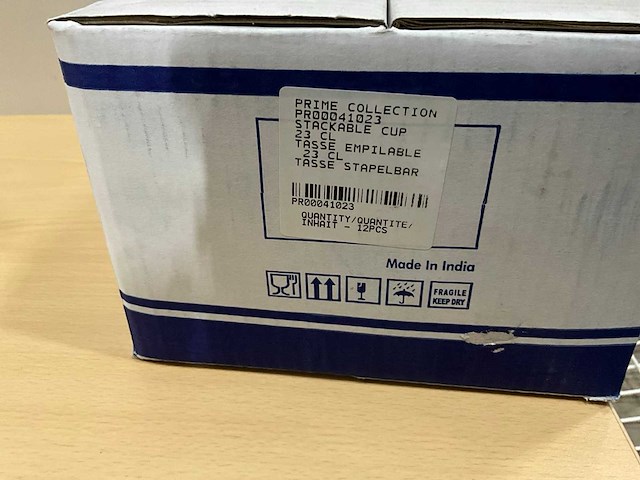 PRIME COLLECTION
PR00041023
STACKABLE CUP
23 CL
TASSE EMPILABLE
23 CL
TASSE STAPELBAR
PR00041023
QUANTITY/QUANTITE/
INHAIT - 12PCS
Made In India
FRAGILE
KEEP DRY